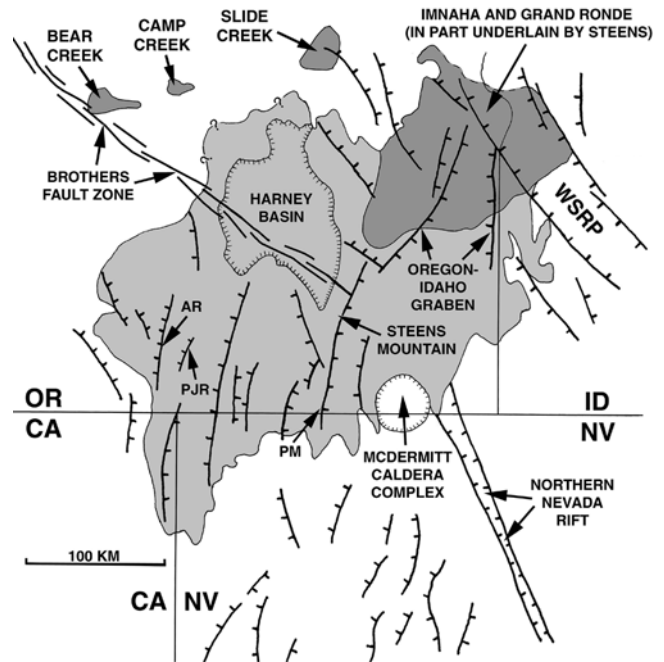 BEAR
CREEK
CAMP
CREEK
SLIDE
CREEK
IMNAHA AND GRAND RONDE
(IN PART UNDERLAIN BY STEENS)
BROTHERS
FAULT ZONE
HARNEY
BASIN
WSRP
OREGON-
IDAHO
GRABEN
AR
STEENS
MOUNTAIN
PJR
OR
CA
PM
ID
NV
MCDERMITT
CALDERA
COMPLEX
NORTHERN
NEVADA
RIFT
100 KM
CA NV